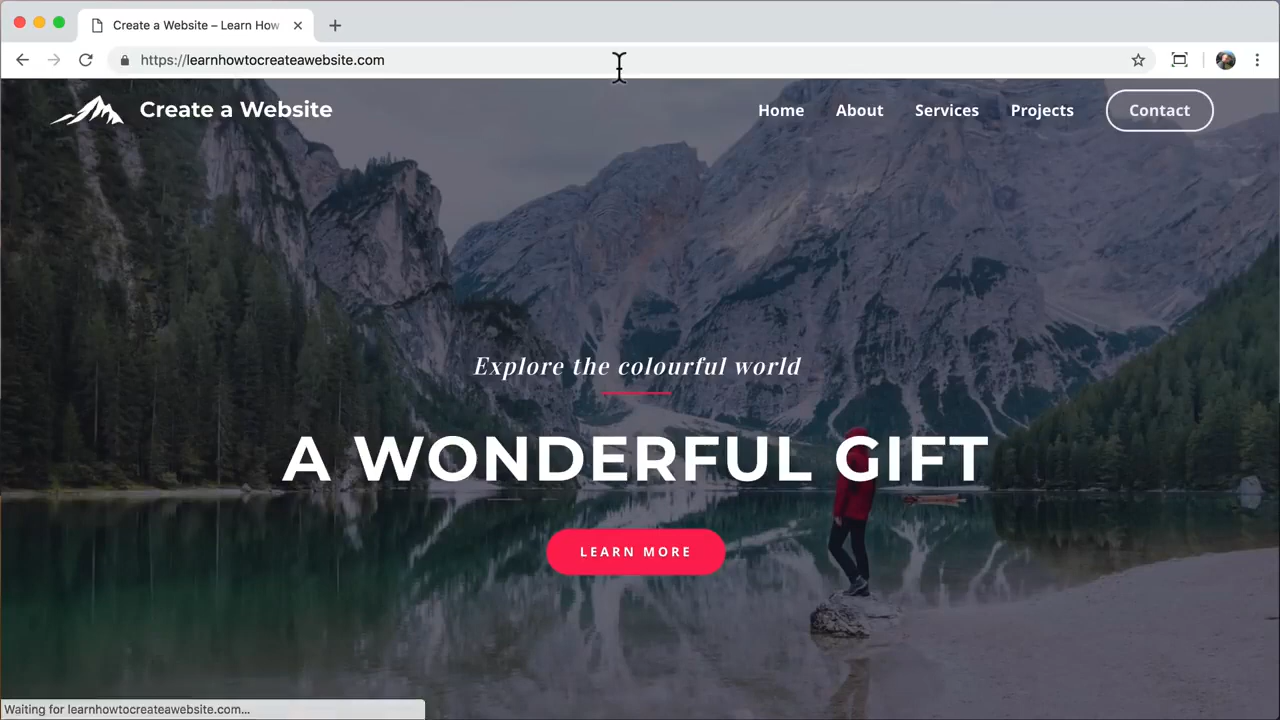 Create a Website – Learn How
https://learnhowtocreateawebsite.com
Create a Website
Home About Services Projects Contact
Explore the colourful world
A WONDERFUL GIFT
LEARN MORE
Waiting for learnhowtocreateawebsite.com...